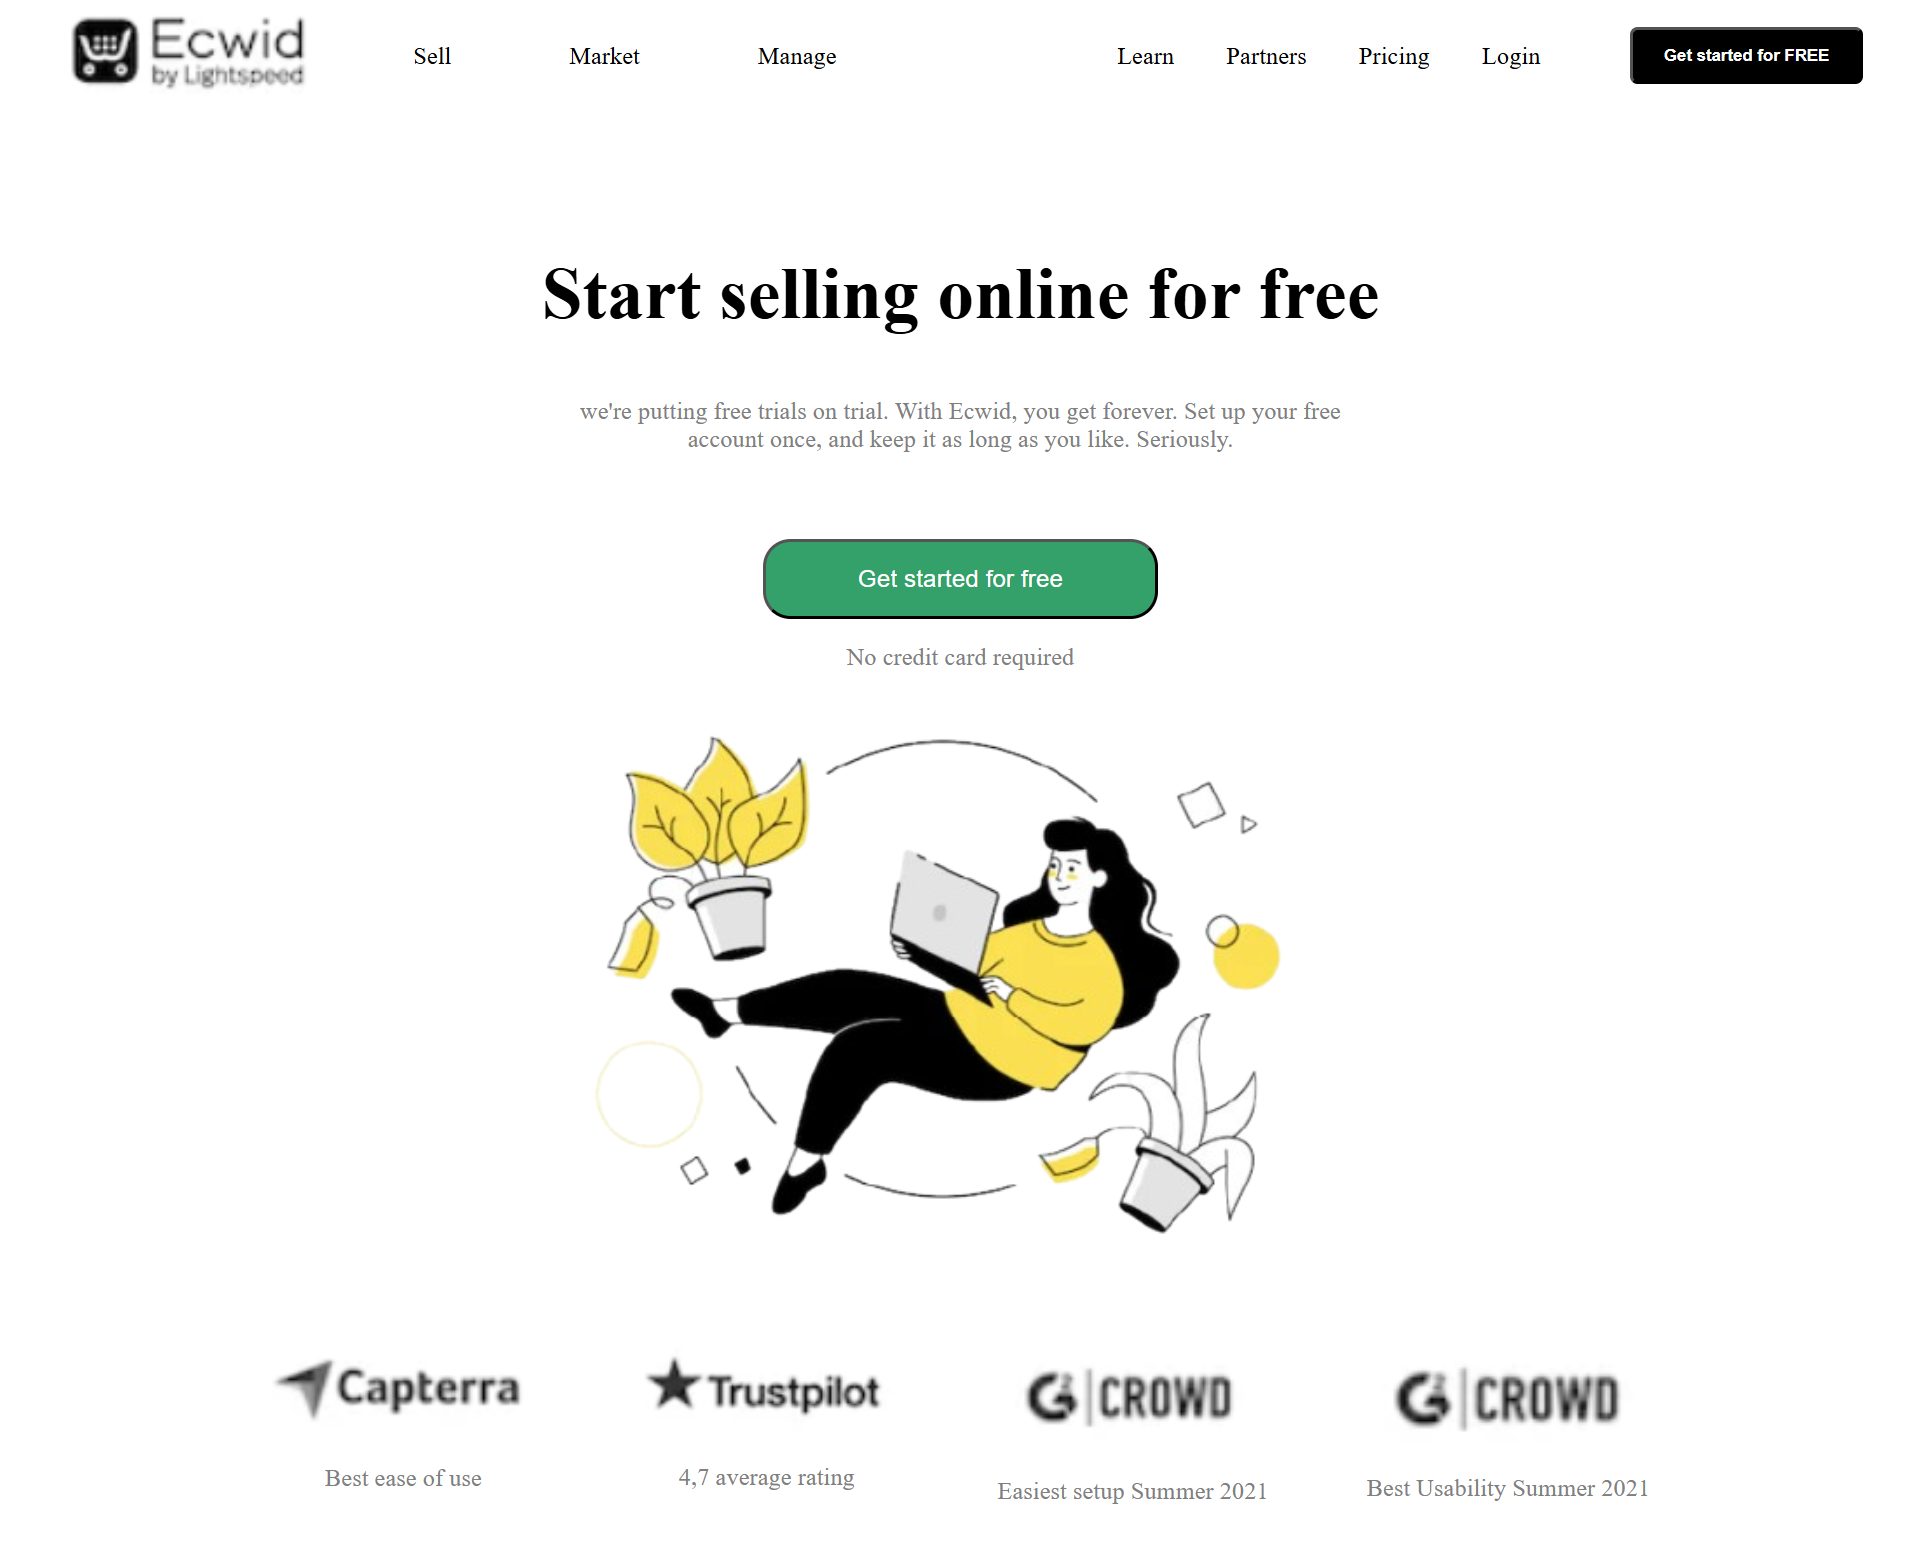 Ecwid
by Lightspeed
Sell Market Manage Learn Partners Pricing Login Get started for FREE
Start selling online for free
we're putting free trials on trial. With Ecwid, you get forever. Set up your free
account once, and keep it as long as you like. Seriously.
Get started for free
No credit card required
Capterra Trustpilot G2 CROWD G2 CROWD
Best ease of use 4,7 average rating Easiest setup Summer 2021 Best Usability Summer 2021